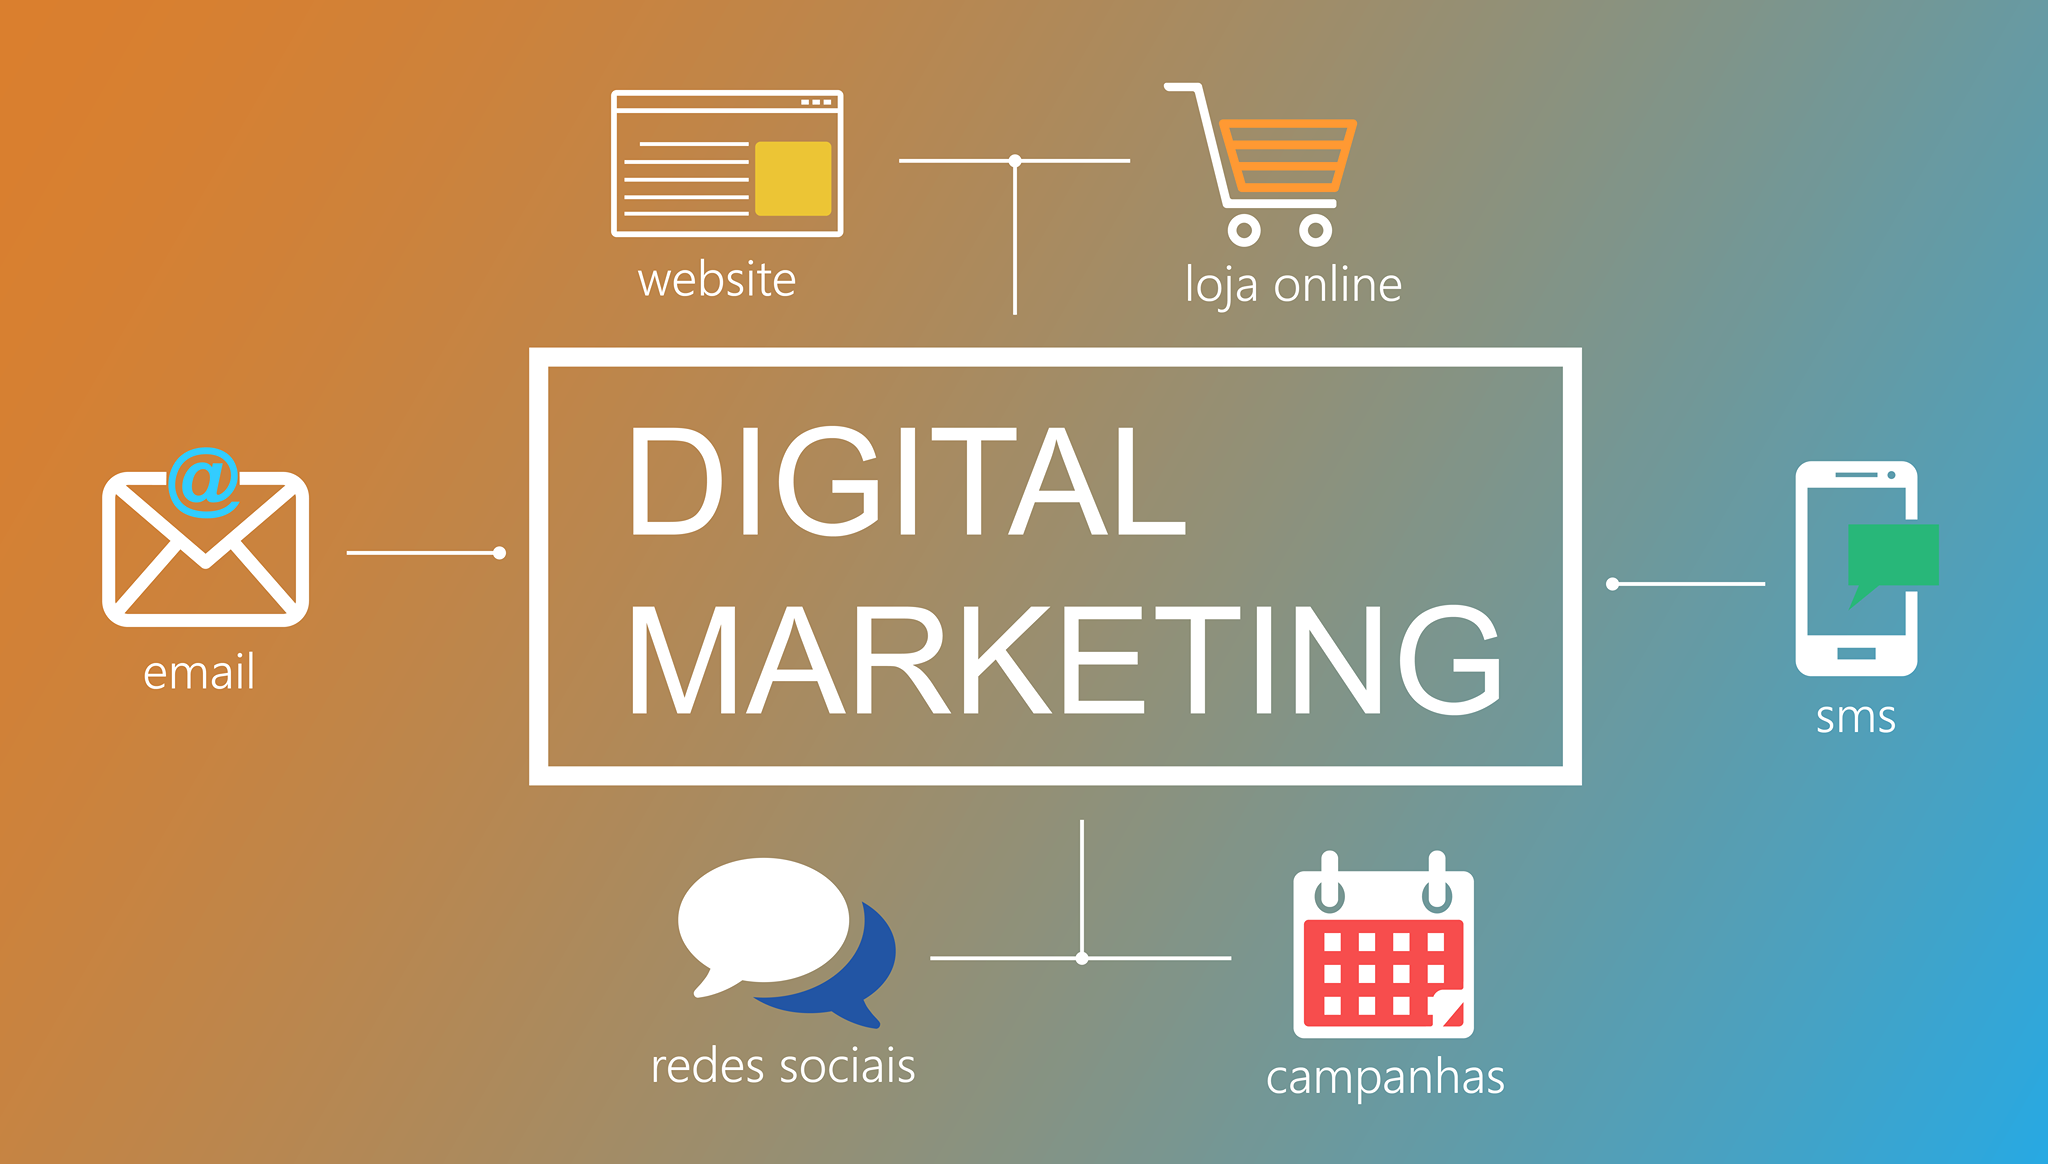 website
loja online
DIGITAL
MARKETING
@
email
sms
redes sociais
campanhas